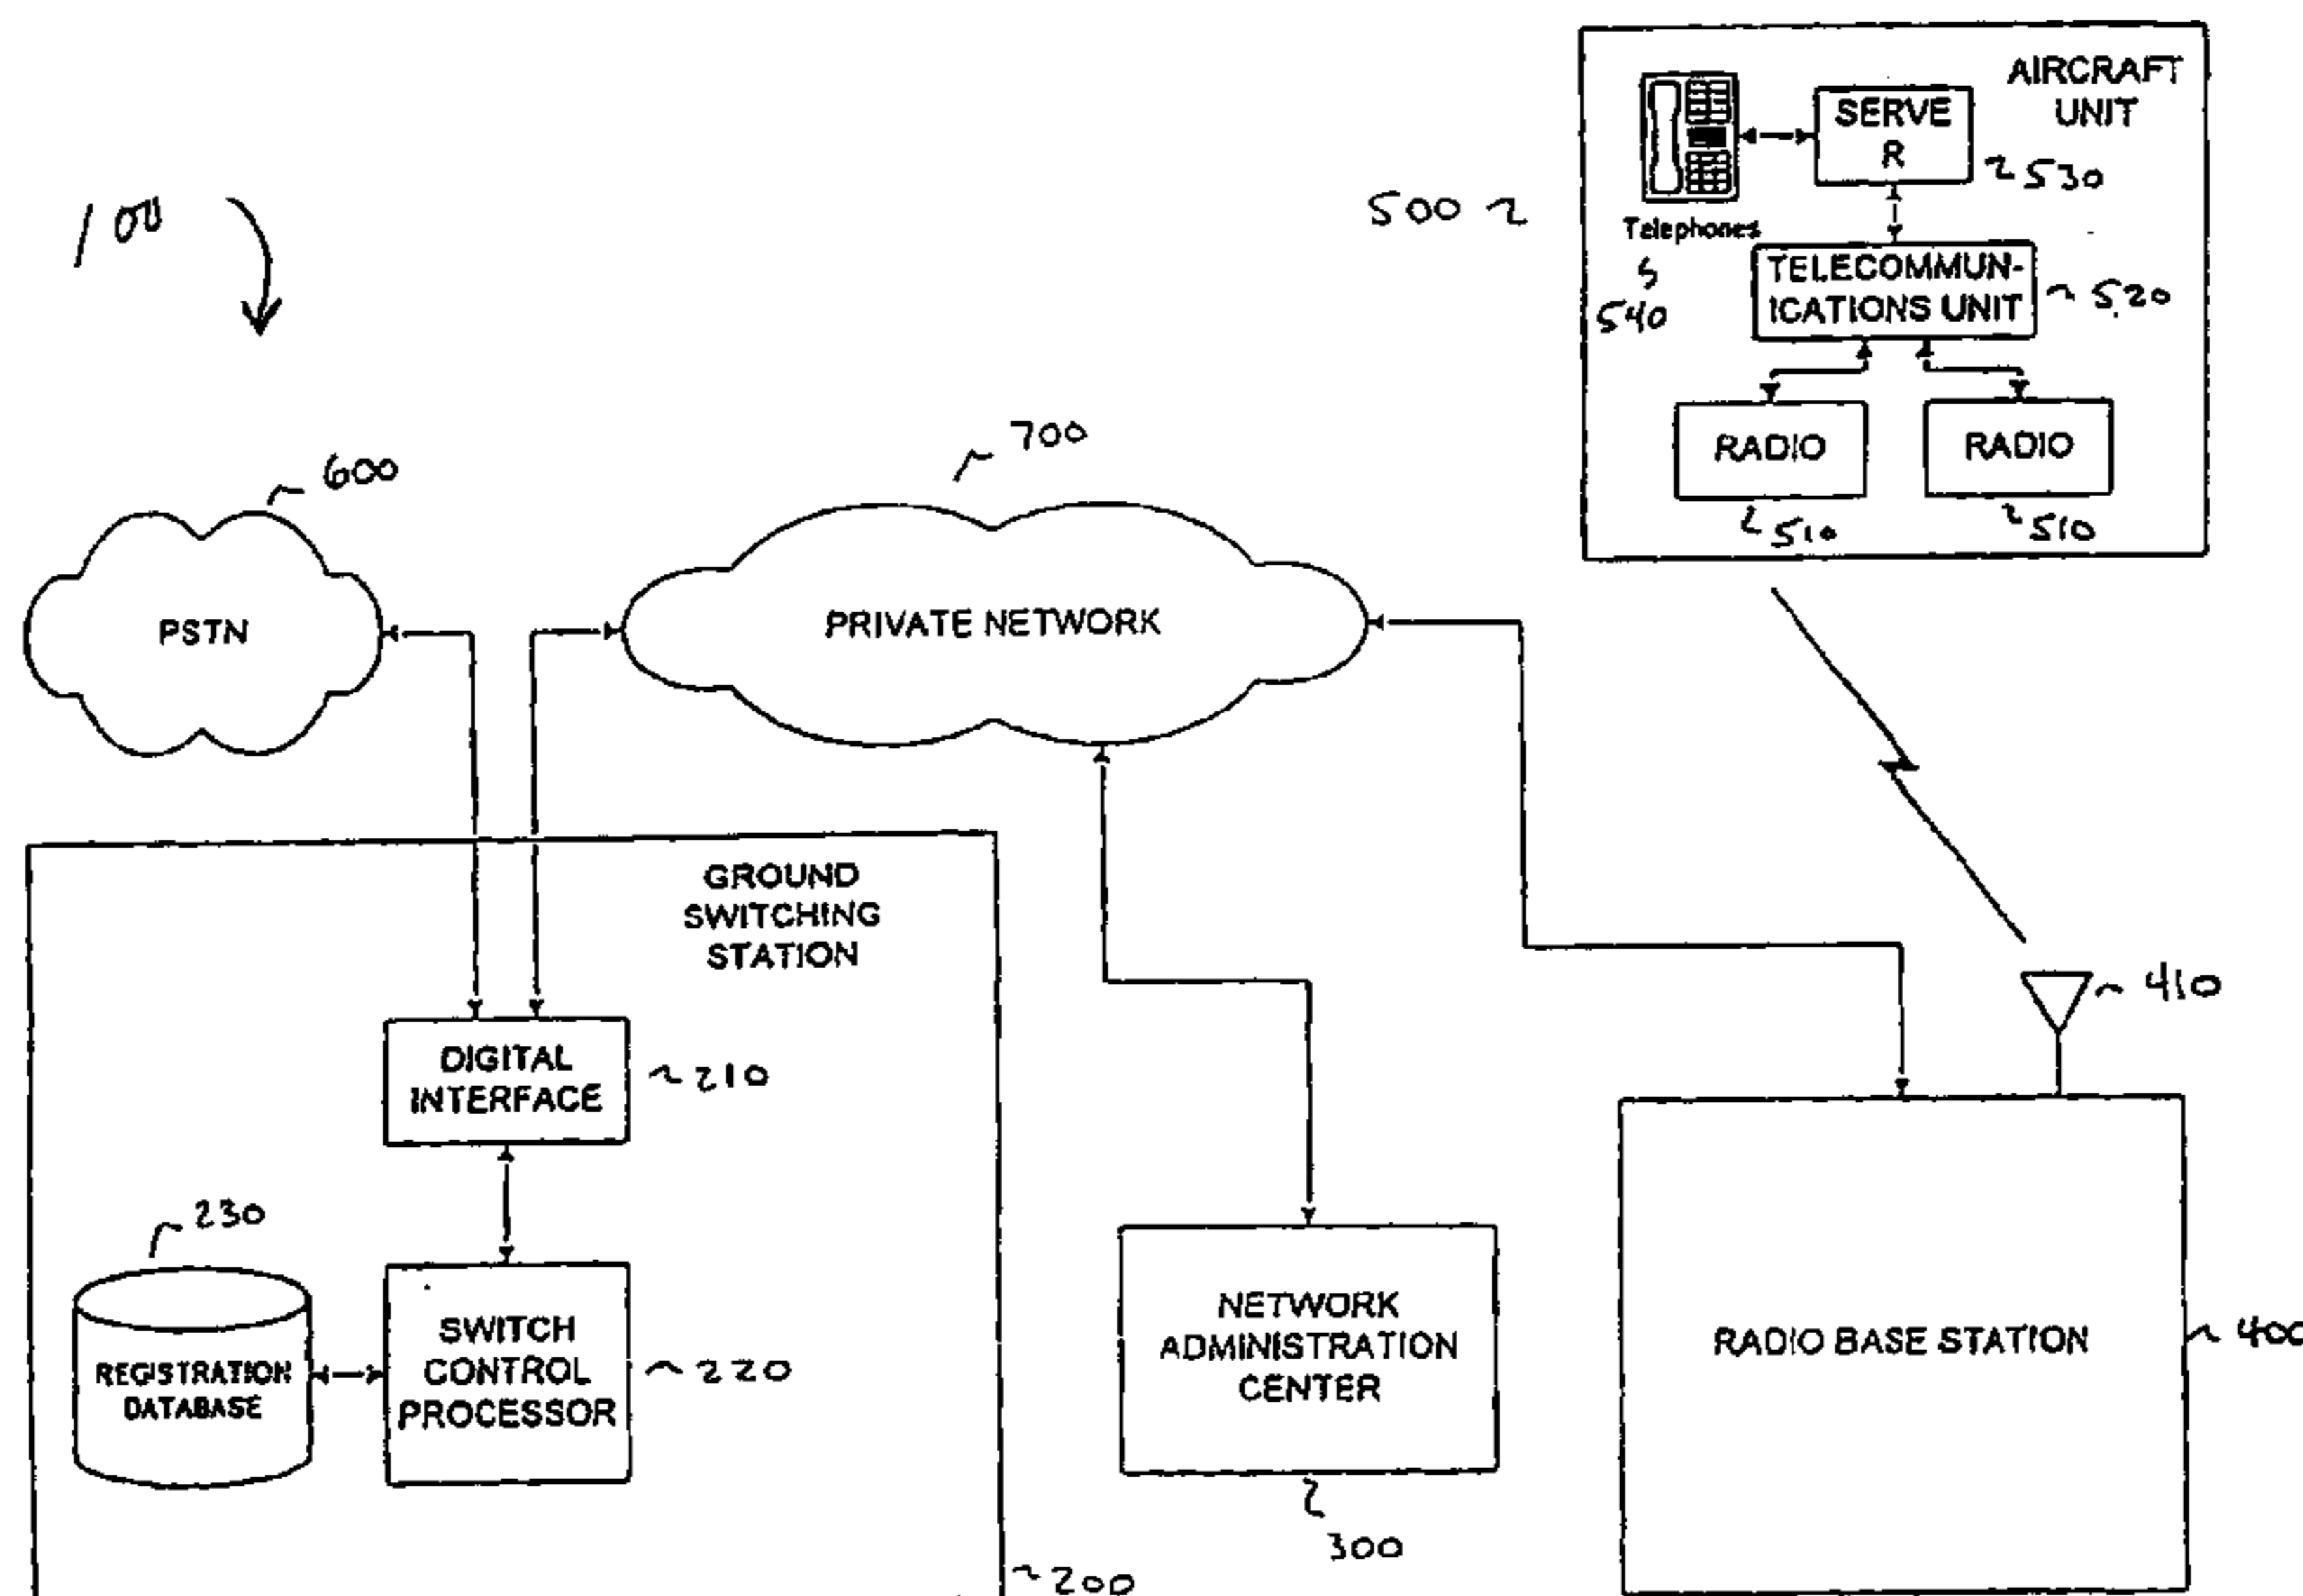 100
600
PSTN
700
PRIVATE NETWORK
500
AIRCRAFT
UNIT
SERVE
R
530
Telephones
540
TELECOMMUN-
ICATIONS UNIT
520
RADIO
RADIO
510
510
GROUND
SWITCHING
STATION
DIGITAL
INTERFACE
210
230
REGISTRATION
DATABASE
SWITCH
CONTROL
PROCESSOR
220
200
NETWORK
ADMINISTRATION
CENTER
300
410
RADIO BASE STATION
400